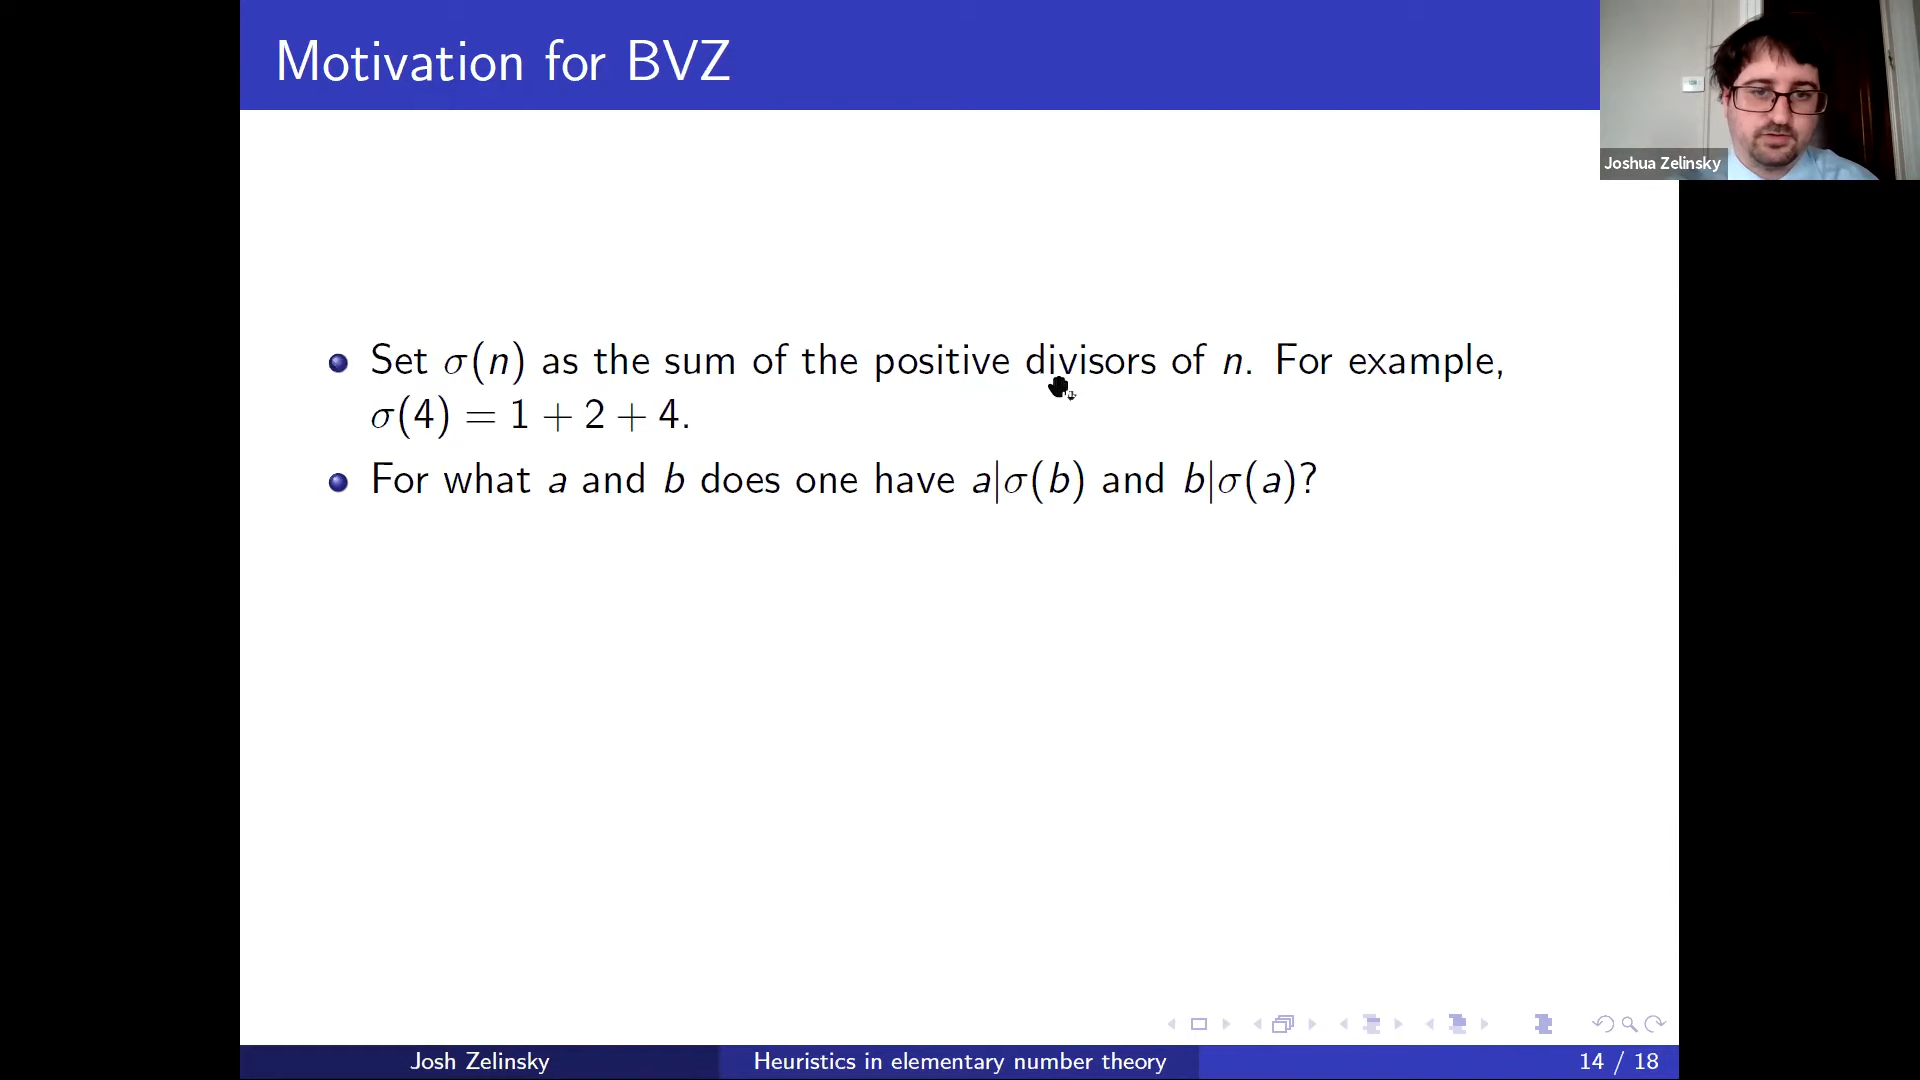 Motivation for BVZ
Joshua Zelinsky
Set σ(n) as the sum of the positive divisors of n. For example,
σ(4) = 1 + 2 + 4.
For what a and b does one have a|σ(b) and b|σ(a)?
Josh Zelinsky
Heuristics in elementary number theory
14 / 18